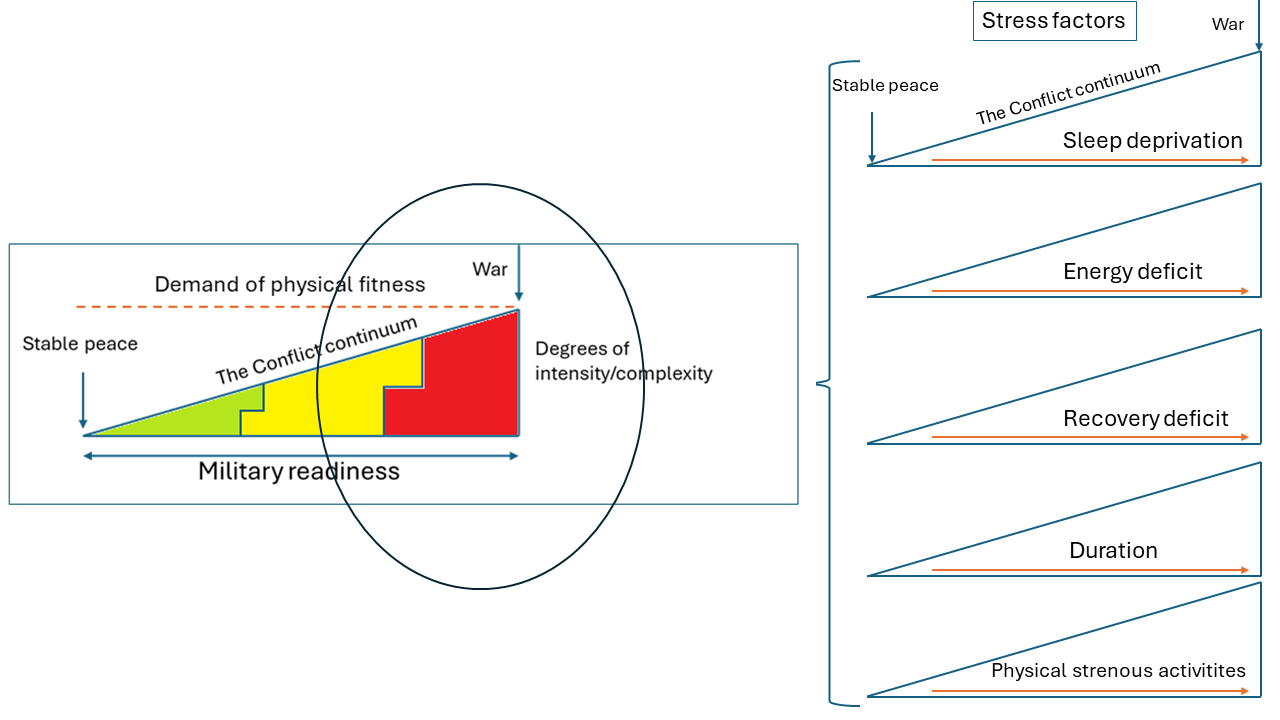 Demand of physical fitness
War
Stable peace
The Conflict continuum
Degrees of
intensity/complexity
Military readiness
Stress factors
War
Stable peace
The Conflict continuum
Sleep deprivation
Energy deficit
Recovery deficit
Duration
Physical strenous activitites